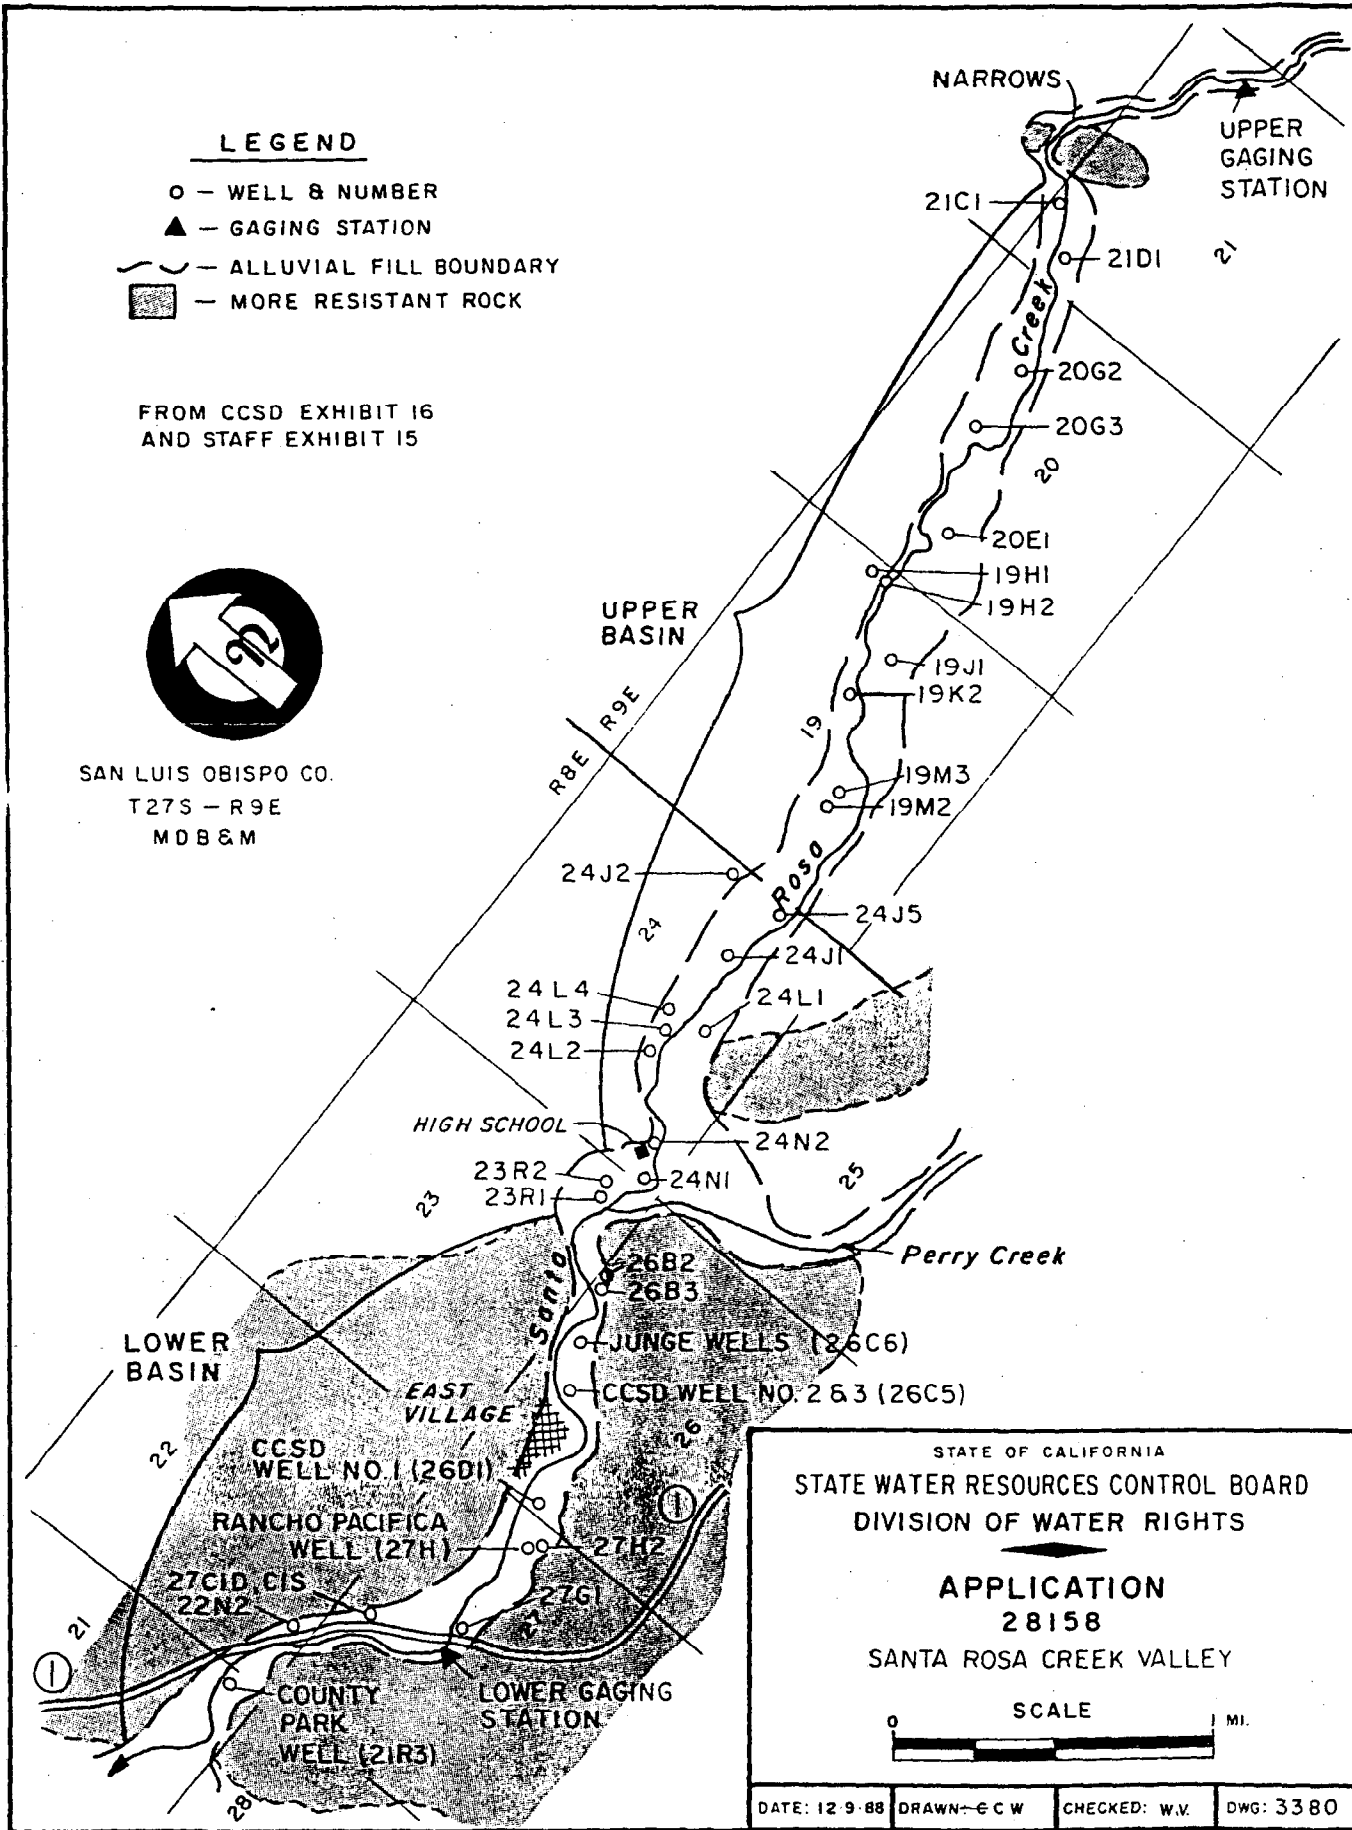 NARROWS
UPPER
GAGING
STATION
LEGEND
O – WELL & NUMBER
▲ – GAGING STATION
– ALLUVIAL FILL BOUNDARY
– MORE RESISTANT ROCK
FROM CCSD EXHIBIT 16
AND STAFF EXHIBIT 15
21C1
21D1
21
Creek
20G2
20G3
20
20E1
19H1
19H2
UPPER
BASIN
19J1
19K2
R9E
R8E
19
SAN LUIS OBISPO CO.
T27S – R9E
MDB&M
19M3
19M2
24J2
Rosa
24J5
24
24J1
24L4
24L3
24L2
24L1
HIGH SCHOOL
24N2
23R2
24N1
23R1
23
25
Perry Creek
Santa
26B2
26B3
LOWER
BASIN
JUNGE WELLS (26C6)
EAST
VILLAGE
CCSD WELL NO. 2 & 3 (26C5)
22
26
CCSD
WELL NO. 1 (26D1)
1
RANCHO PACIFICA
WELL (27H)
27H2
27C1D, C1S
22N2
27G1
27
21
1
COUNTY
PARK
WELL (21R3)
LOWER GAGING
STATION
28
STATE OF CALIFORNIA
STATE WATER RESOURCES CONTROL BOARD
DIVISION OF WATER RIGHTS
APPLICATION
28158
SANTA ROSA CREEK VALLEY
SCALE
0 1 MI.
DATE: 12-9-88 DRAWN: C C W CHECKED: W.V. DWG: 3380